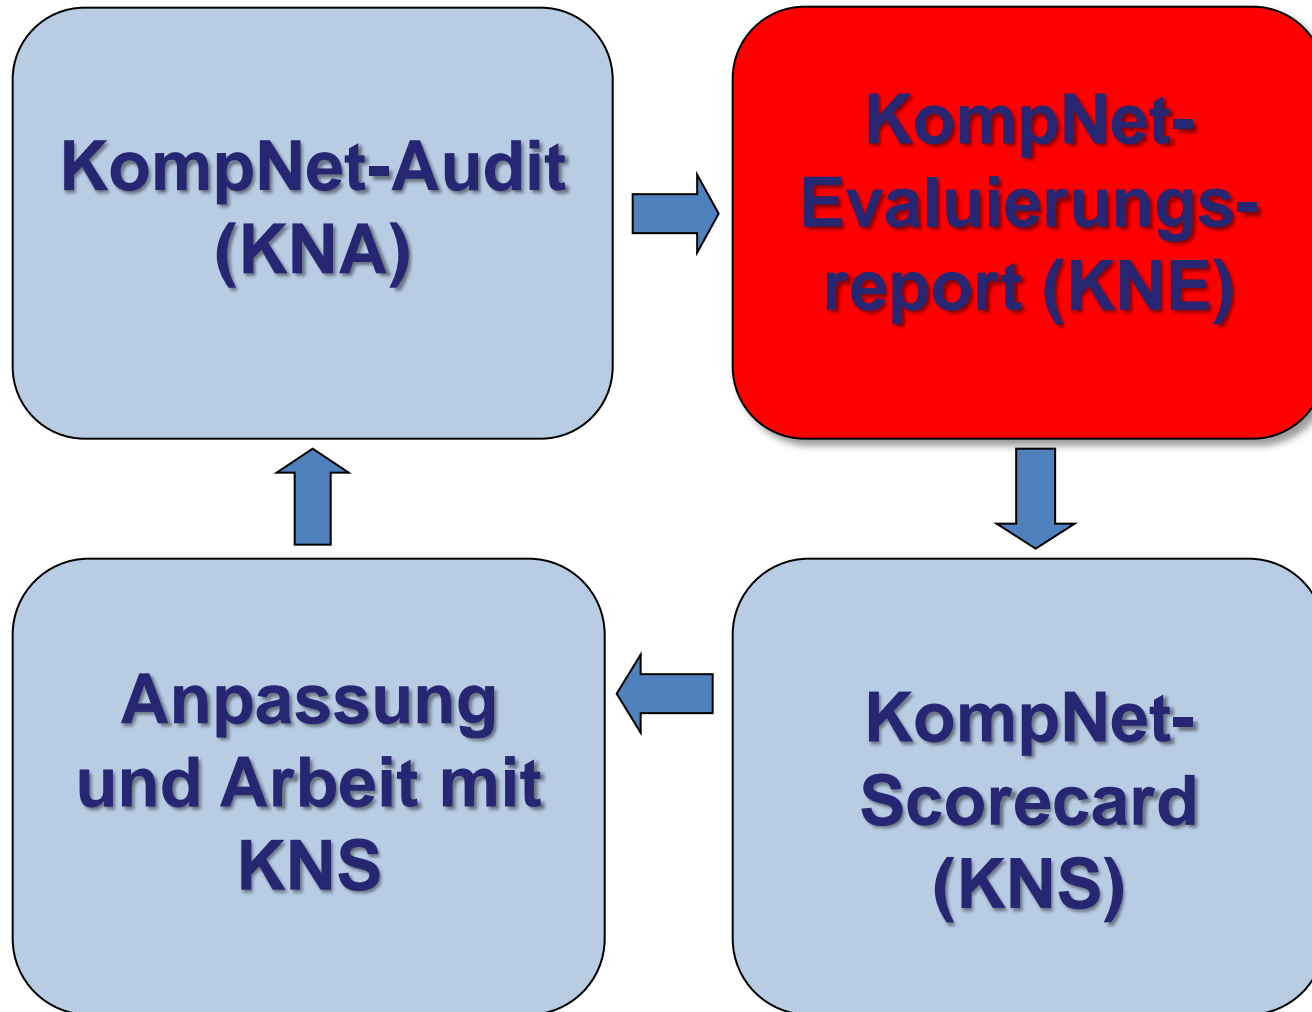 KompNet-Audit
(KNA)
KompNet-
Evaluierungs-
report (KNE)
Anpassung
und Arbeit mit
KNS
KompNet-
Scorecard
(KNS)